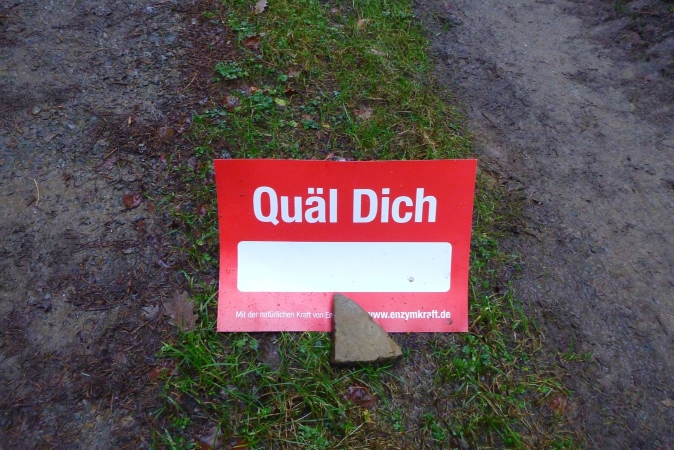 Quäl Dich
Mit der natürlichen Kraft von www.enzymkraft.de